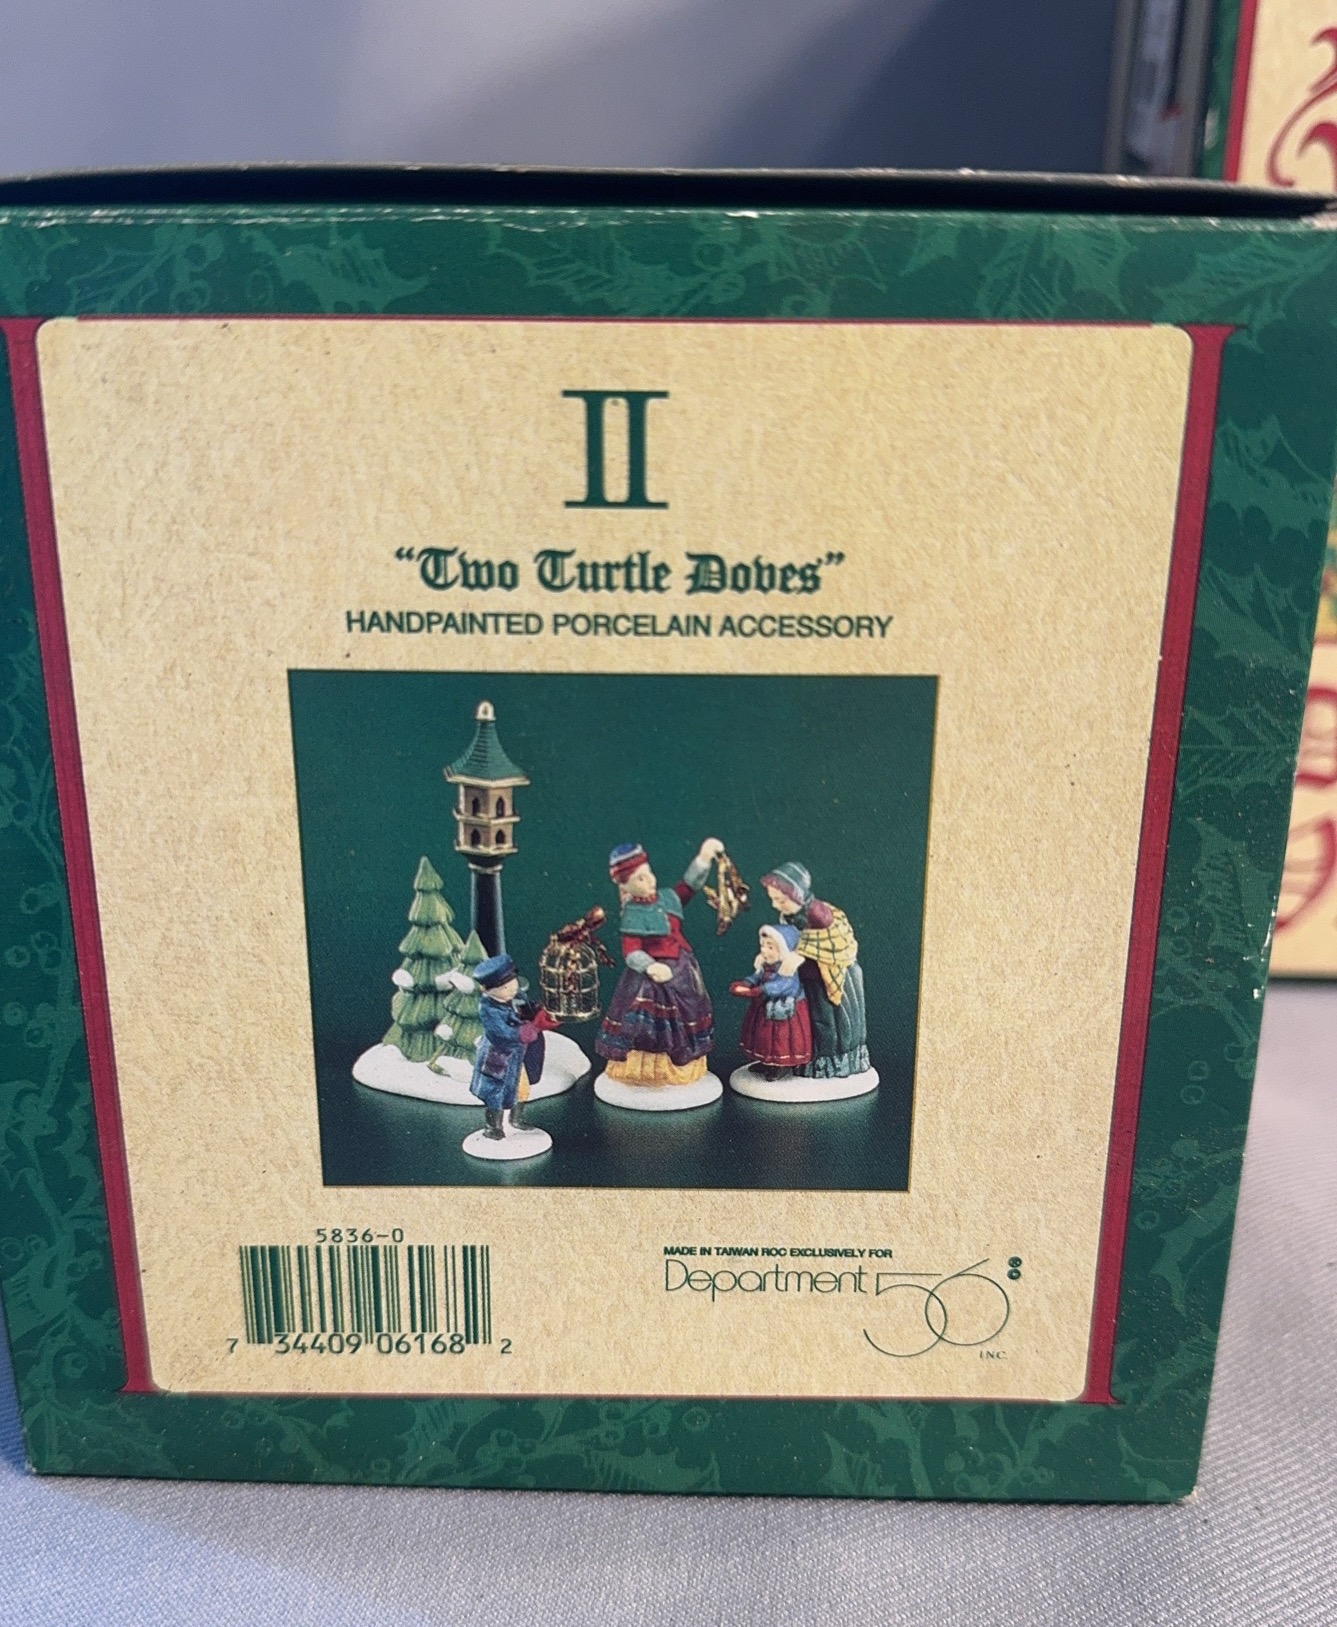 II
“Two Turtle Doves”
HANDPAINTED PORCELAIN ACCESSORY
5836-0
7 34409 06168 2
MADE IN TAIWAN ROC EXCLUSIVELY FOR
Department 56
INC.